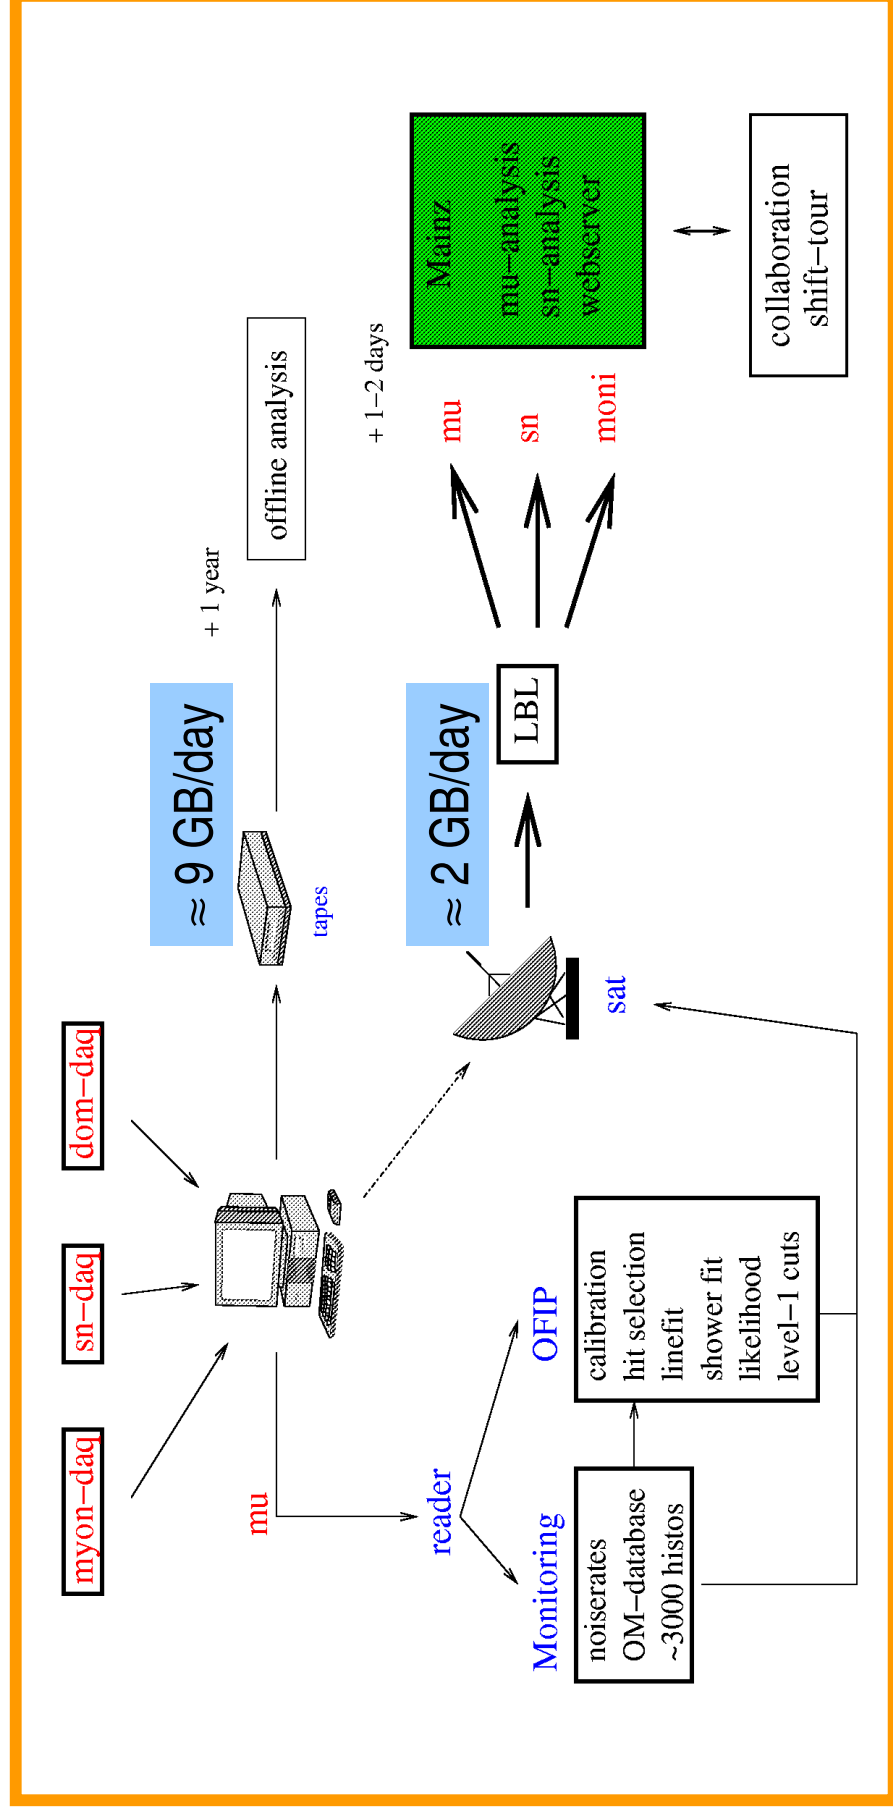 myon-daq
sn-daq
dom-daq
mu
reader
Monitoring
noiserates
OM-database
~3000 histos
OFIP
calibration
hit selection
linefit
shower fit
likelihood
level-1 cuts
≈ 9 GB/day
tapes
+ 1 year
offline analysis
sat
≈ 2 GB/day
LBL
+ 1-2 days
mu
sn
moni
Mainz
mu-analysis
sn-analysis
webserver
collaboration
shift-tour